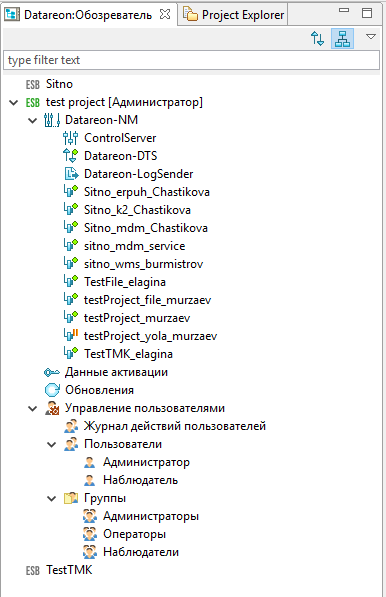 Datareon:Обозреватель
Project Explorer
type filter text
ESB Sitno
ESB test project [Администратор]
Datareon-NM
ControlServer
Datareon-DTS
Datareon-LogSender
Sitno_erpuh_Chastikova
Sitno_k2_Chastikova
Sitno_mdm_Chastikova
sitno_mdm_service
sitno_wms_burmistrov
TestFile_elagina
testProject_file_murzaev
testProject_murzaev
testProject_yola_murzaev
TestTMK_elagina
Данные активации
Обновления
Управление пользователями
Журнал действий пользователей
Пользователи
Администратор
Наблюдатель
Группы
Администраторы
Операторы
Наблюдатели
ESB TestTMK